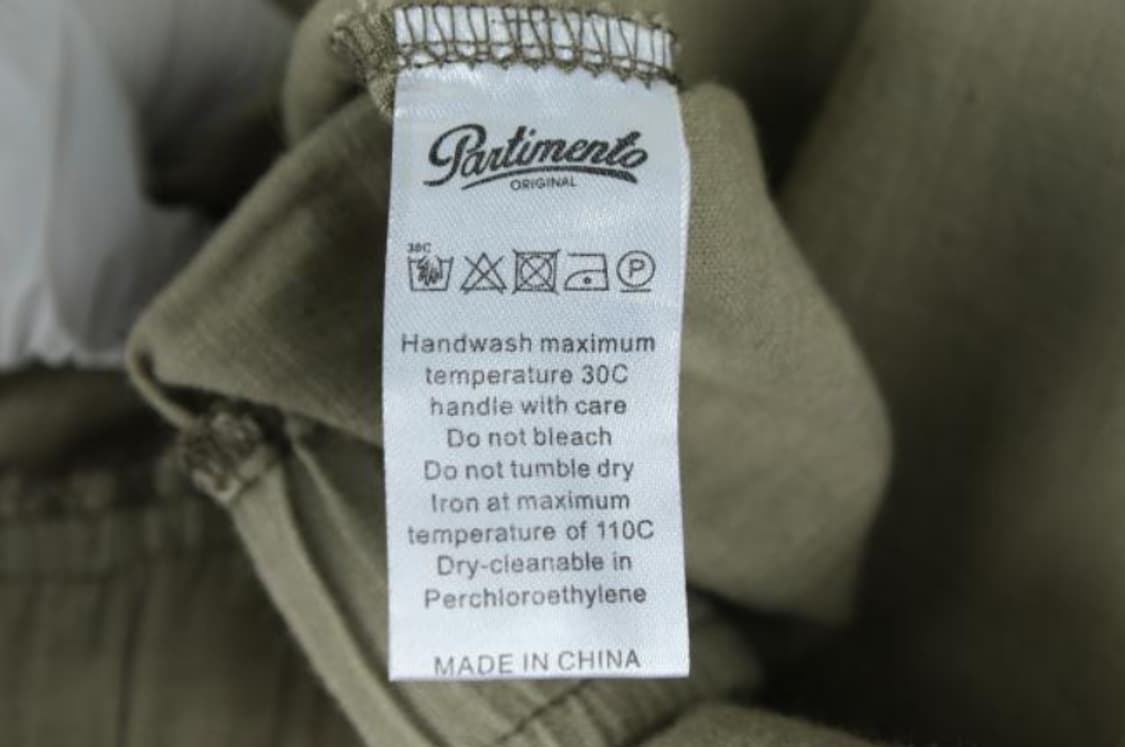 Partimento
ORIGINAL
30C
P
Handwash maximum
temperature 30C
handle with care
Do not bleach
Do not tumble dry
Iron at maximum
temperature of 110C
Dry-cleanable in
Perchloroethylene
MADE IN CHINA